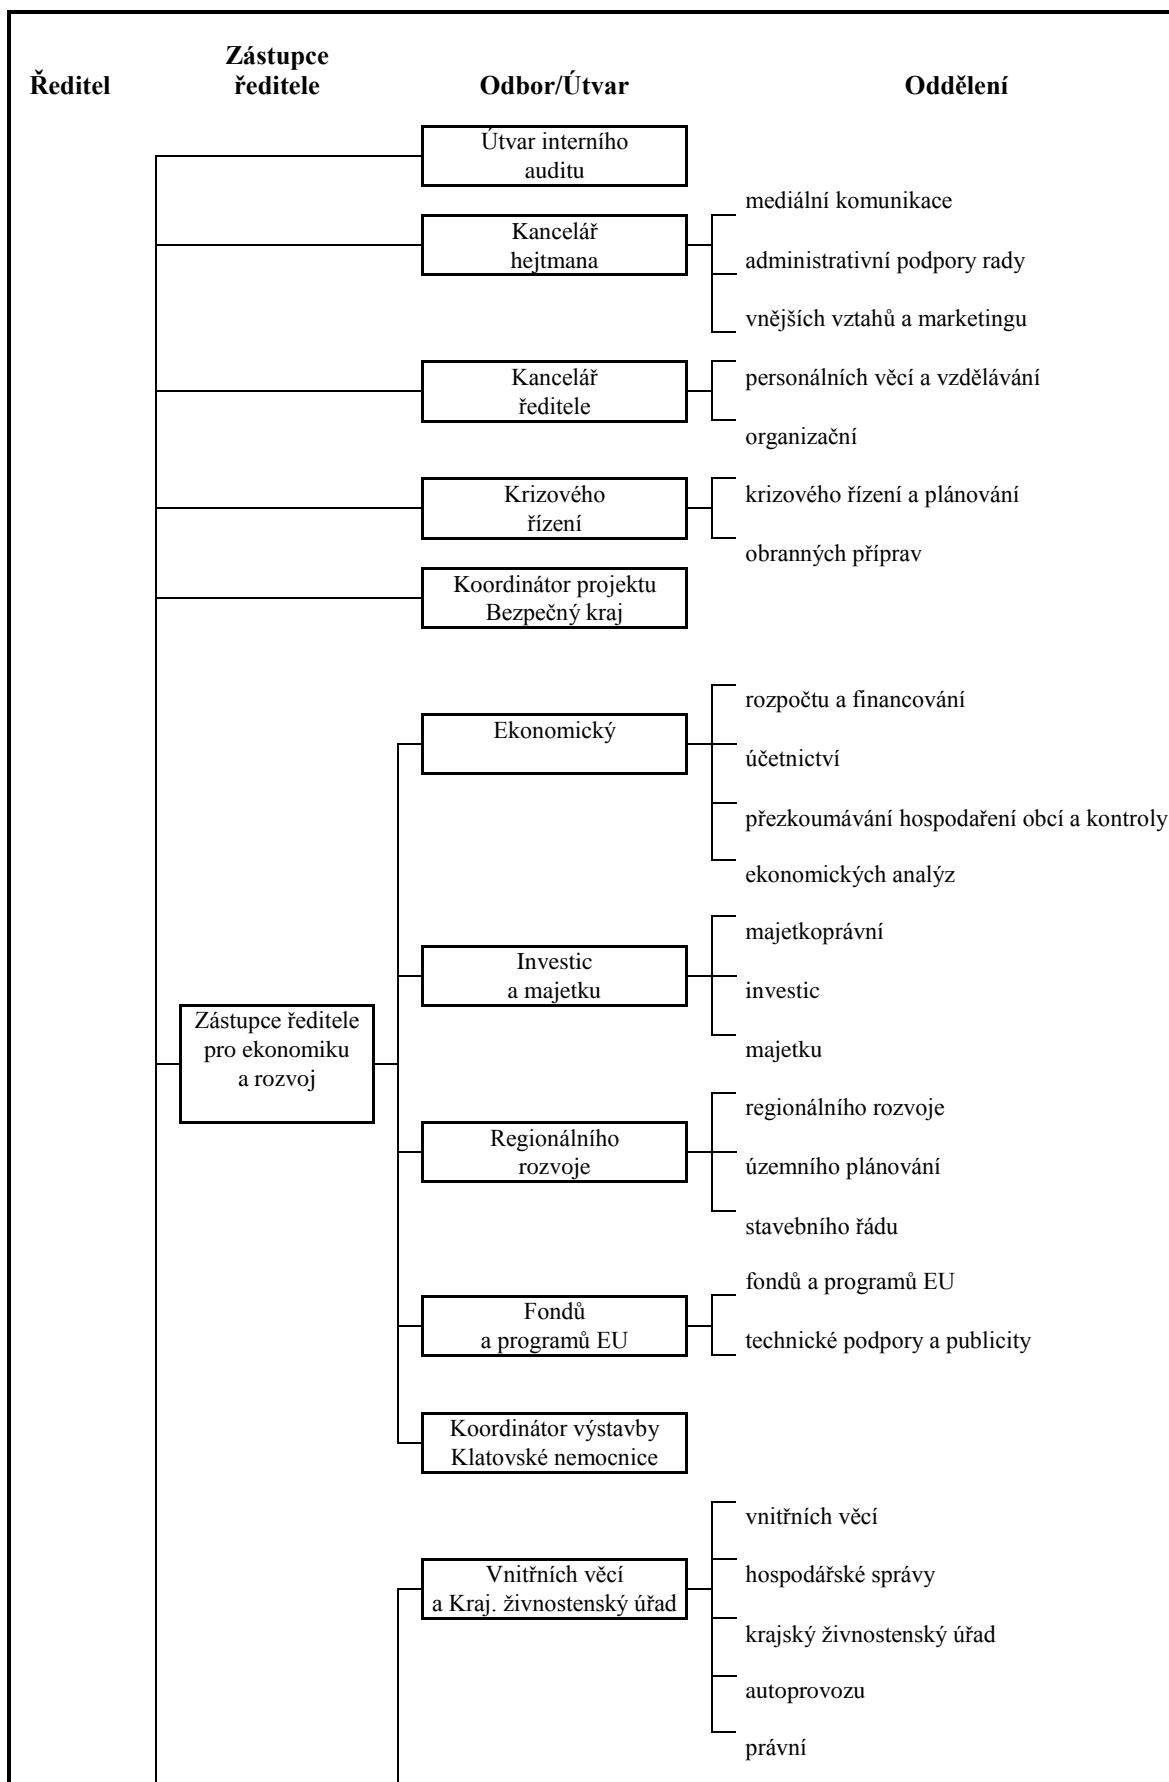 Zástupce
Ředitel
ředitele
Odbor/Útvar
Oddělení
Útvar interního
auditu
Kancelář
hejtmana
mediální komunikace
administrativní podpory rady
vnějších vztahů a marketingu
Kancelář
ředitele
personálních věcí a vzdělávání
organizační
Krizového
řízení
krizového řízení a plánování
obranných příprav
Koordinátor projektu
Bezpečný kraj
Zástupce ředitele
pro ekonomiku
a rozvoj
Ekonomický
rozpočtu a financování
účetnictví
přezkoumávání hospodaření obcí a kontroly
ekonomických analýz
Investic
a majetku
majetkoprávní
investic
majetku
Regionálního
rozvoje
regionálního rozvoje
územního plánování
stavebního řádu
Fondů
a programů EU
fondů a programů EU
technické podpory a publicity
Koordinátor výstavby
Klatovské nemocnice
Vnitřních věcí
a Kraj. živnostenský úřad
vnitřních věcí
hospodářské správy
krajský živnostenský úřad
autoprovozu
právní